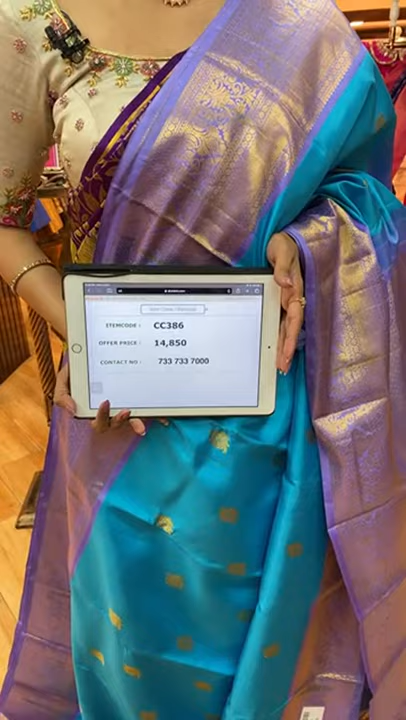 ITEMCODE : CC386
OFFER PRICE : 14,850
CONTACT NO : 733 733 7000